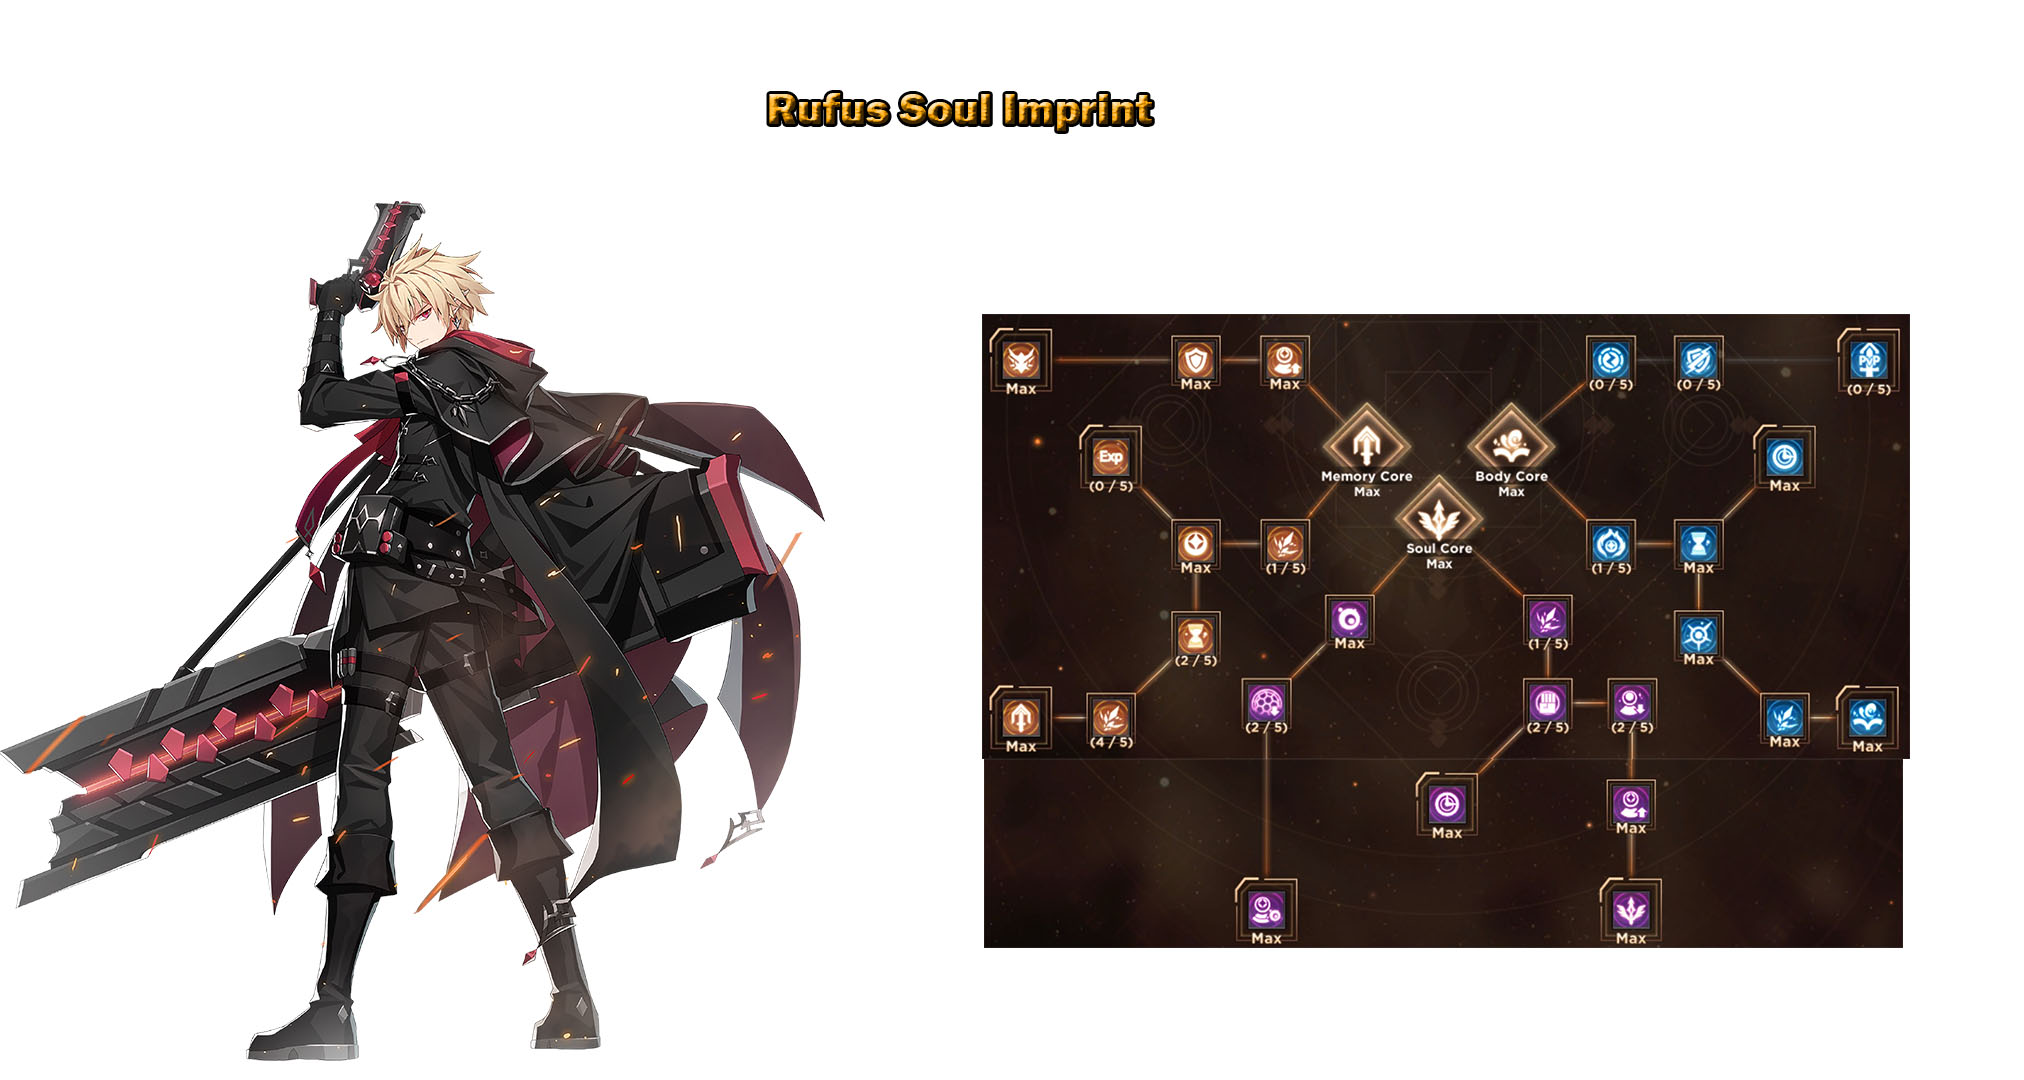 Rufus Soul Imprint
Max
Max
Max
(0 / 5)
(0 / 5)
PVP
(0 / 5)
Exp
(0 / 5)
Memory Core
Max
Body Core
Max
Max
Soul Core
Max
Max
(1 / 5)
(1 / 5)
Max
Max
(1 / 5)
(2 / 5)
Max
Max
(4 / 5)
(2 / 5)
(2 / 5)
(2 / 5)
Max
Max
Max
Max
Max
Max